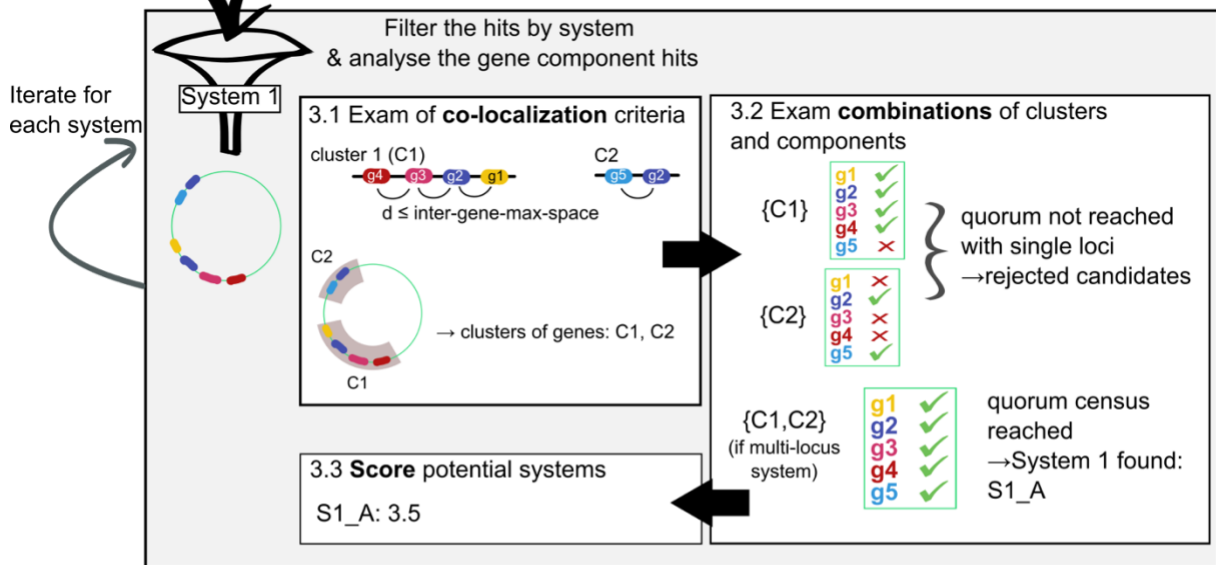 Filter the hits by system
& analyse the gene component hits
Iterate for
each system
System 1
3.1 Exam of co-localization criteria
cluster 1 (C1)
g4 g3 g2 g1
C2
g5 g2
d ≤ inter-gene-max-space
C2
→ clusters of genes: C1, C2
C1
3.2 Exam combinations of clusters
and components
{C1}
g1 ✓
g2 ✓
g3 ✓
g4 ✓
g5 ✗
{C2}
g1 ✗
g2 ✓
g3 ✗
g4 ✗
g5 ✓
quorum not reached
with single loci
→rejected candidates
{C1,C2}
(if multi-locus
system)
g1 ✓
g2 ✓
g3 ✓
g4 ✓
g5 ✓
quorum census
reached
→System 1 found:
S1_A
3.3 Score potential systems
S1_A: 3.5